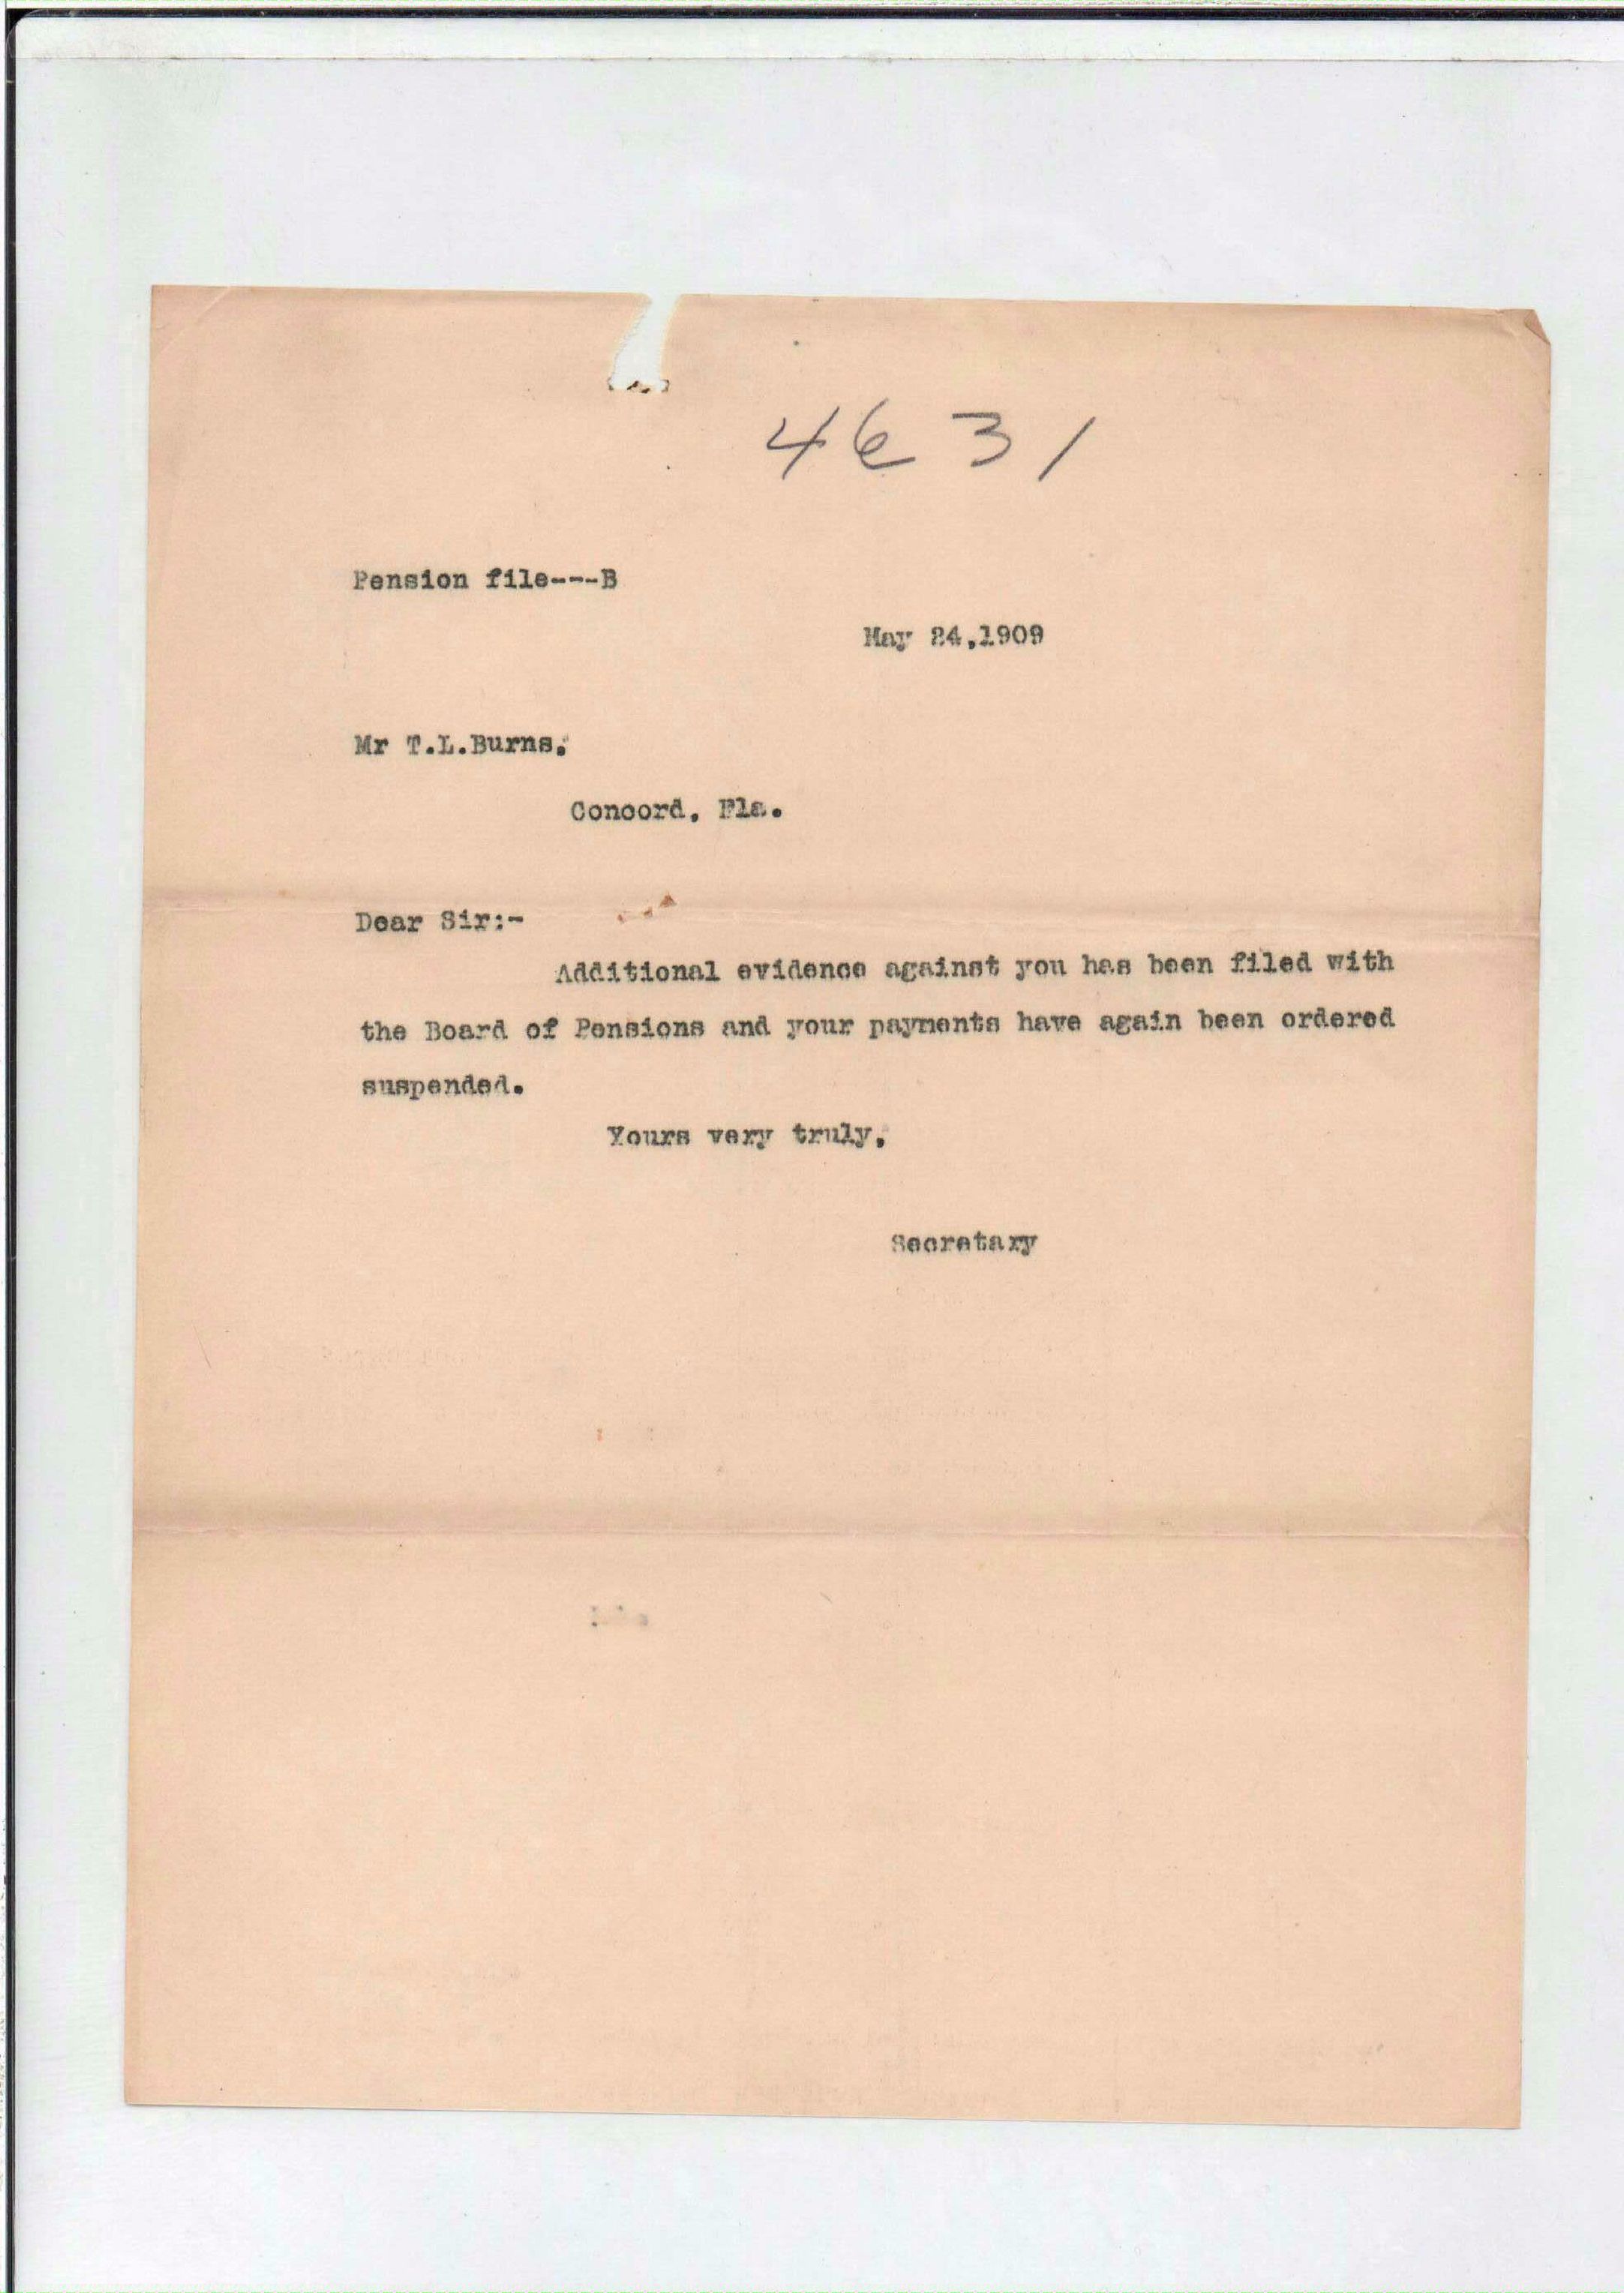 4631
Pension file---B
May 24,1909
Mr T.L.Burns,
Concord, Fla.
Dear Sir:-
Additional evidence against you has been filed with
the Board of Pensions and your payments have again been ordered
suspended.
Yours very truly,
Secretary